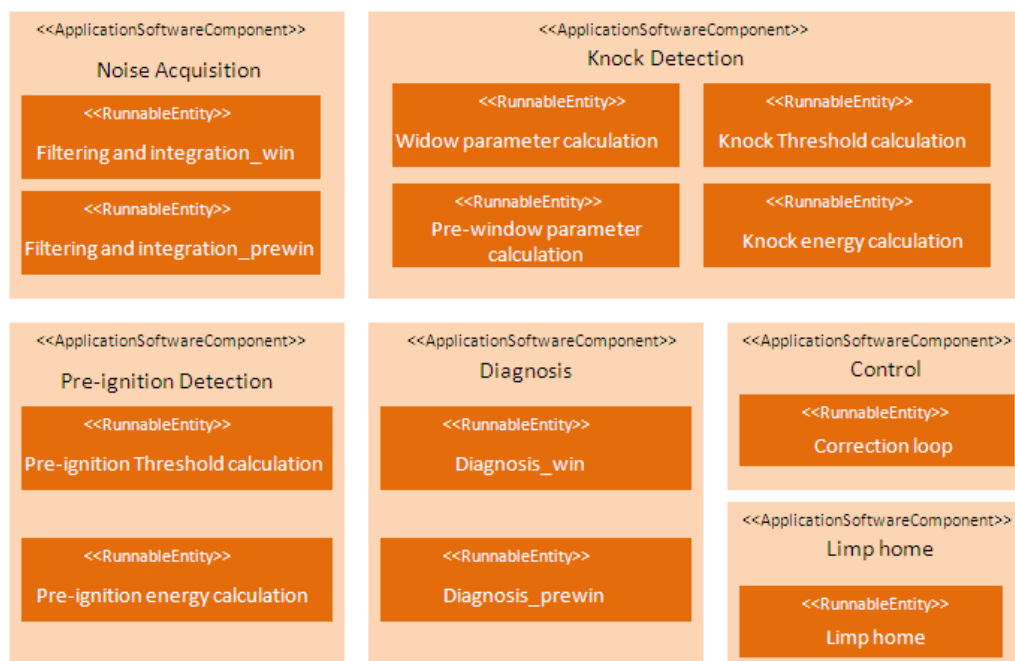 <<ApplicationSoftwareComponent>>
Noise Acquisition
<<RunnableEntity>>
Filtering and integration_win
<<RunnableEntity>>
Filtering and integration_prewin
<<ApplicationSoftwareComponent>>
Knock Detection
<<RunnableEntity>>
Widow parameter calculation
<<RunnableEntity>>
Knock Threshold calculation
<<RunnableEntity>>
Pre-window parameter
calculation
<<RunnableEntity>>
Knock energy calculation
<<ApplicationSoftwareComponent>>
Pre-ignition Detection
<<RunnableEntity>>
Pre-ignition Threshold calculation
<<RunnableEntity>>
Pre-ignition energy calculation
<<ApplicationSoftwareComponent>>
Diagnosis
<<RunnableEntity>>
Diagnosis_win
<<RunnableEntity>>
Diagnosis_prewin
<<ApplicationSoftwareComponent>>
Control
<<RunnableEntity>>
Correction loop
<<ApplicationSoftwareComponent>>
Limp home
<<RunnableEntity>>
Limp home